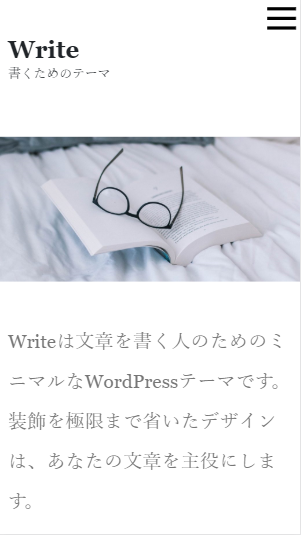 Write
書くためのテーマ
Writeは文章を書く人のためのミ
ニマルなWordPressテーマです。
装飾を極限まで省いたデザイン
は、あなたの文章を主役にしま
す。